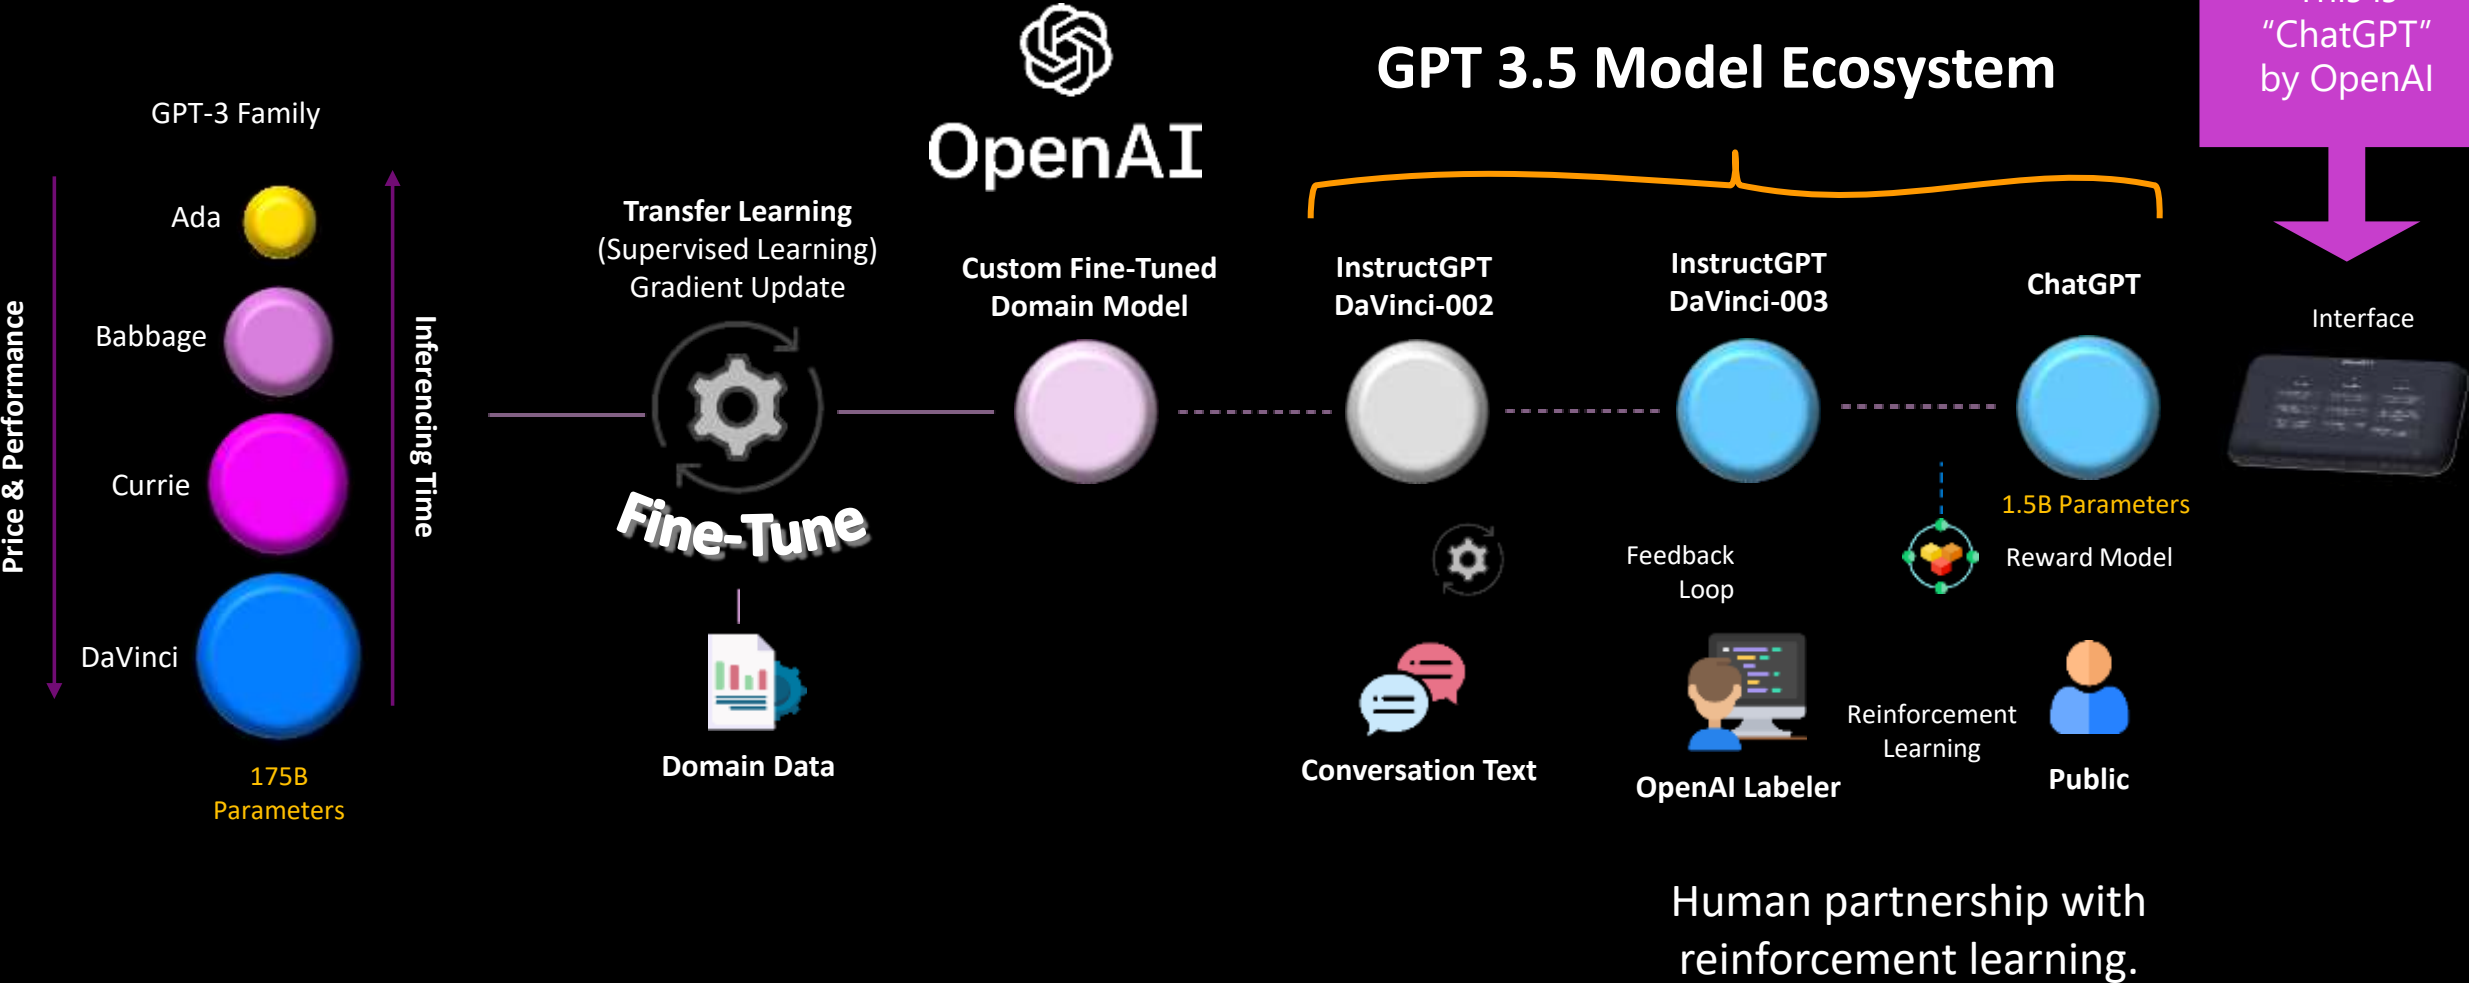 This is
“ChatGPT”
by OpenAI
OpenAI
GPT 3.5 Model Ecosystem
GPT-3 Family
Ada
Babbage
Currie
DaVinci
175B
Parameters
Price & Performance
Inferencing Time
Transfer Learning
(Supervised Learning)
Gradient Update
Fine-Tune
Domain Data
Custom Fine-Tuned
Domain Model
InstructGPT
DaVinci-002
InstructGPT
DaVinci-003
ChatGPT
Interface
1.5B Parameters
Feedback
Loop
Reward Model
Conversation Text
OpenAI Labeler
Reinforcement
Learning
Public
Human partnership with
reinforcement learning.